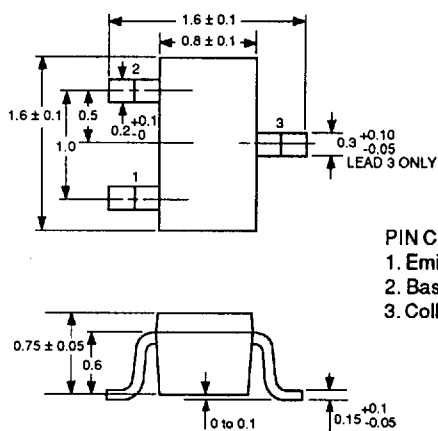 1.6 ± 0.1
0.8 ± 0.1
2
1.6 ± 0.1
1.0
0.5
0.2 +0.1 -0
3
0.3 +0.10 -0.05
LEAD 3 ONLY
1
PIN C
1. Emi
2. Bas
3. Coll
0.75 ± 0.05
0.6
0 to 0.1
0.15 +0.1 -0.05